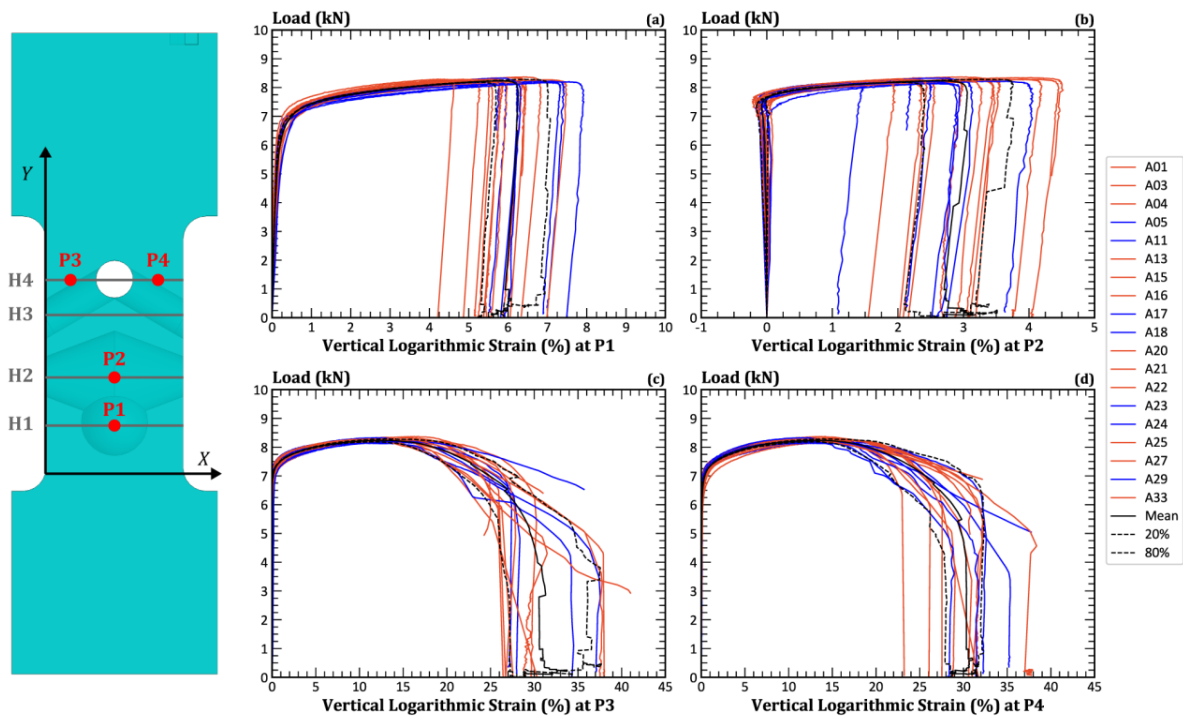 Y
P3
P4
H4
H3
P2
H2
P1
H1
X
Load (kN)
(a)
10
9
8
7
6
5
4
3
2
1
0
0 1 2 3 4 5 6 7 8 9 10
Vertical Logarithmic Strain (%) at P1
Load (kN)
(b)
10
9
8
7
6
5
4
3
2
1
0
-1 0 1 2 3 4 5
Vertical Logarithmic Strain (%) at P2
Load (kN)
(c)
10
9
8
7
6
5
4
3
2
1
0
0 5 10 15 20 25 30 35 40 45
Vertical Logarithmic Strain (%) at P3
Load (kN)
(d)
10
9
8
7
6
5
4
3
2
1
0
0 5 10 15 20 25 30 35 40 45
Vertical Logarithmic Strain (%) at P4
A01
A03
A04
A05
A11
A13
A15
A16
A17
A18
A20
A21
A22
A23
A24
A25
A27
A29
A33
Mean
20%
80%